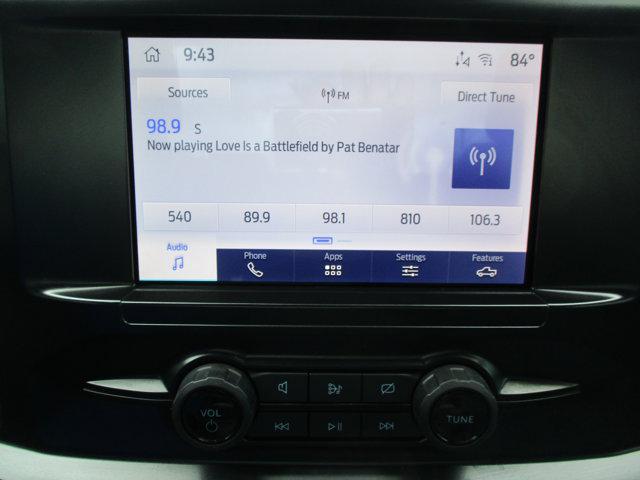 9:43 84°
Sources FM Direct Tune
98.9 S
Now playing Love Is a Battlefield by Pat Benatar
540 89.9 98.1 810 106.3
Audio Phone Apps Settings Features
VOL TUNE